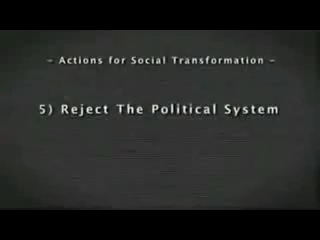 - Actions for Social Transformation -
5) Reject The Political System